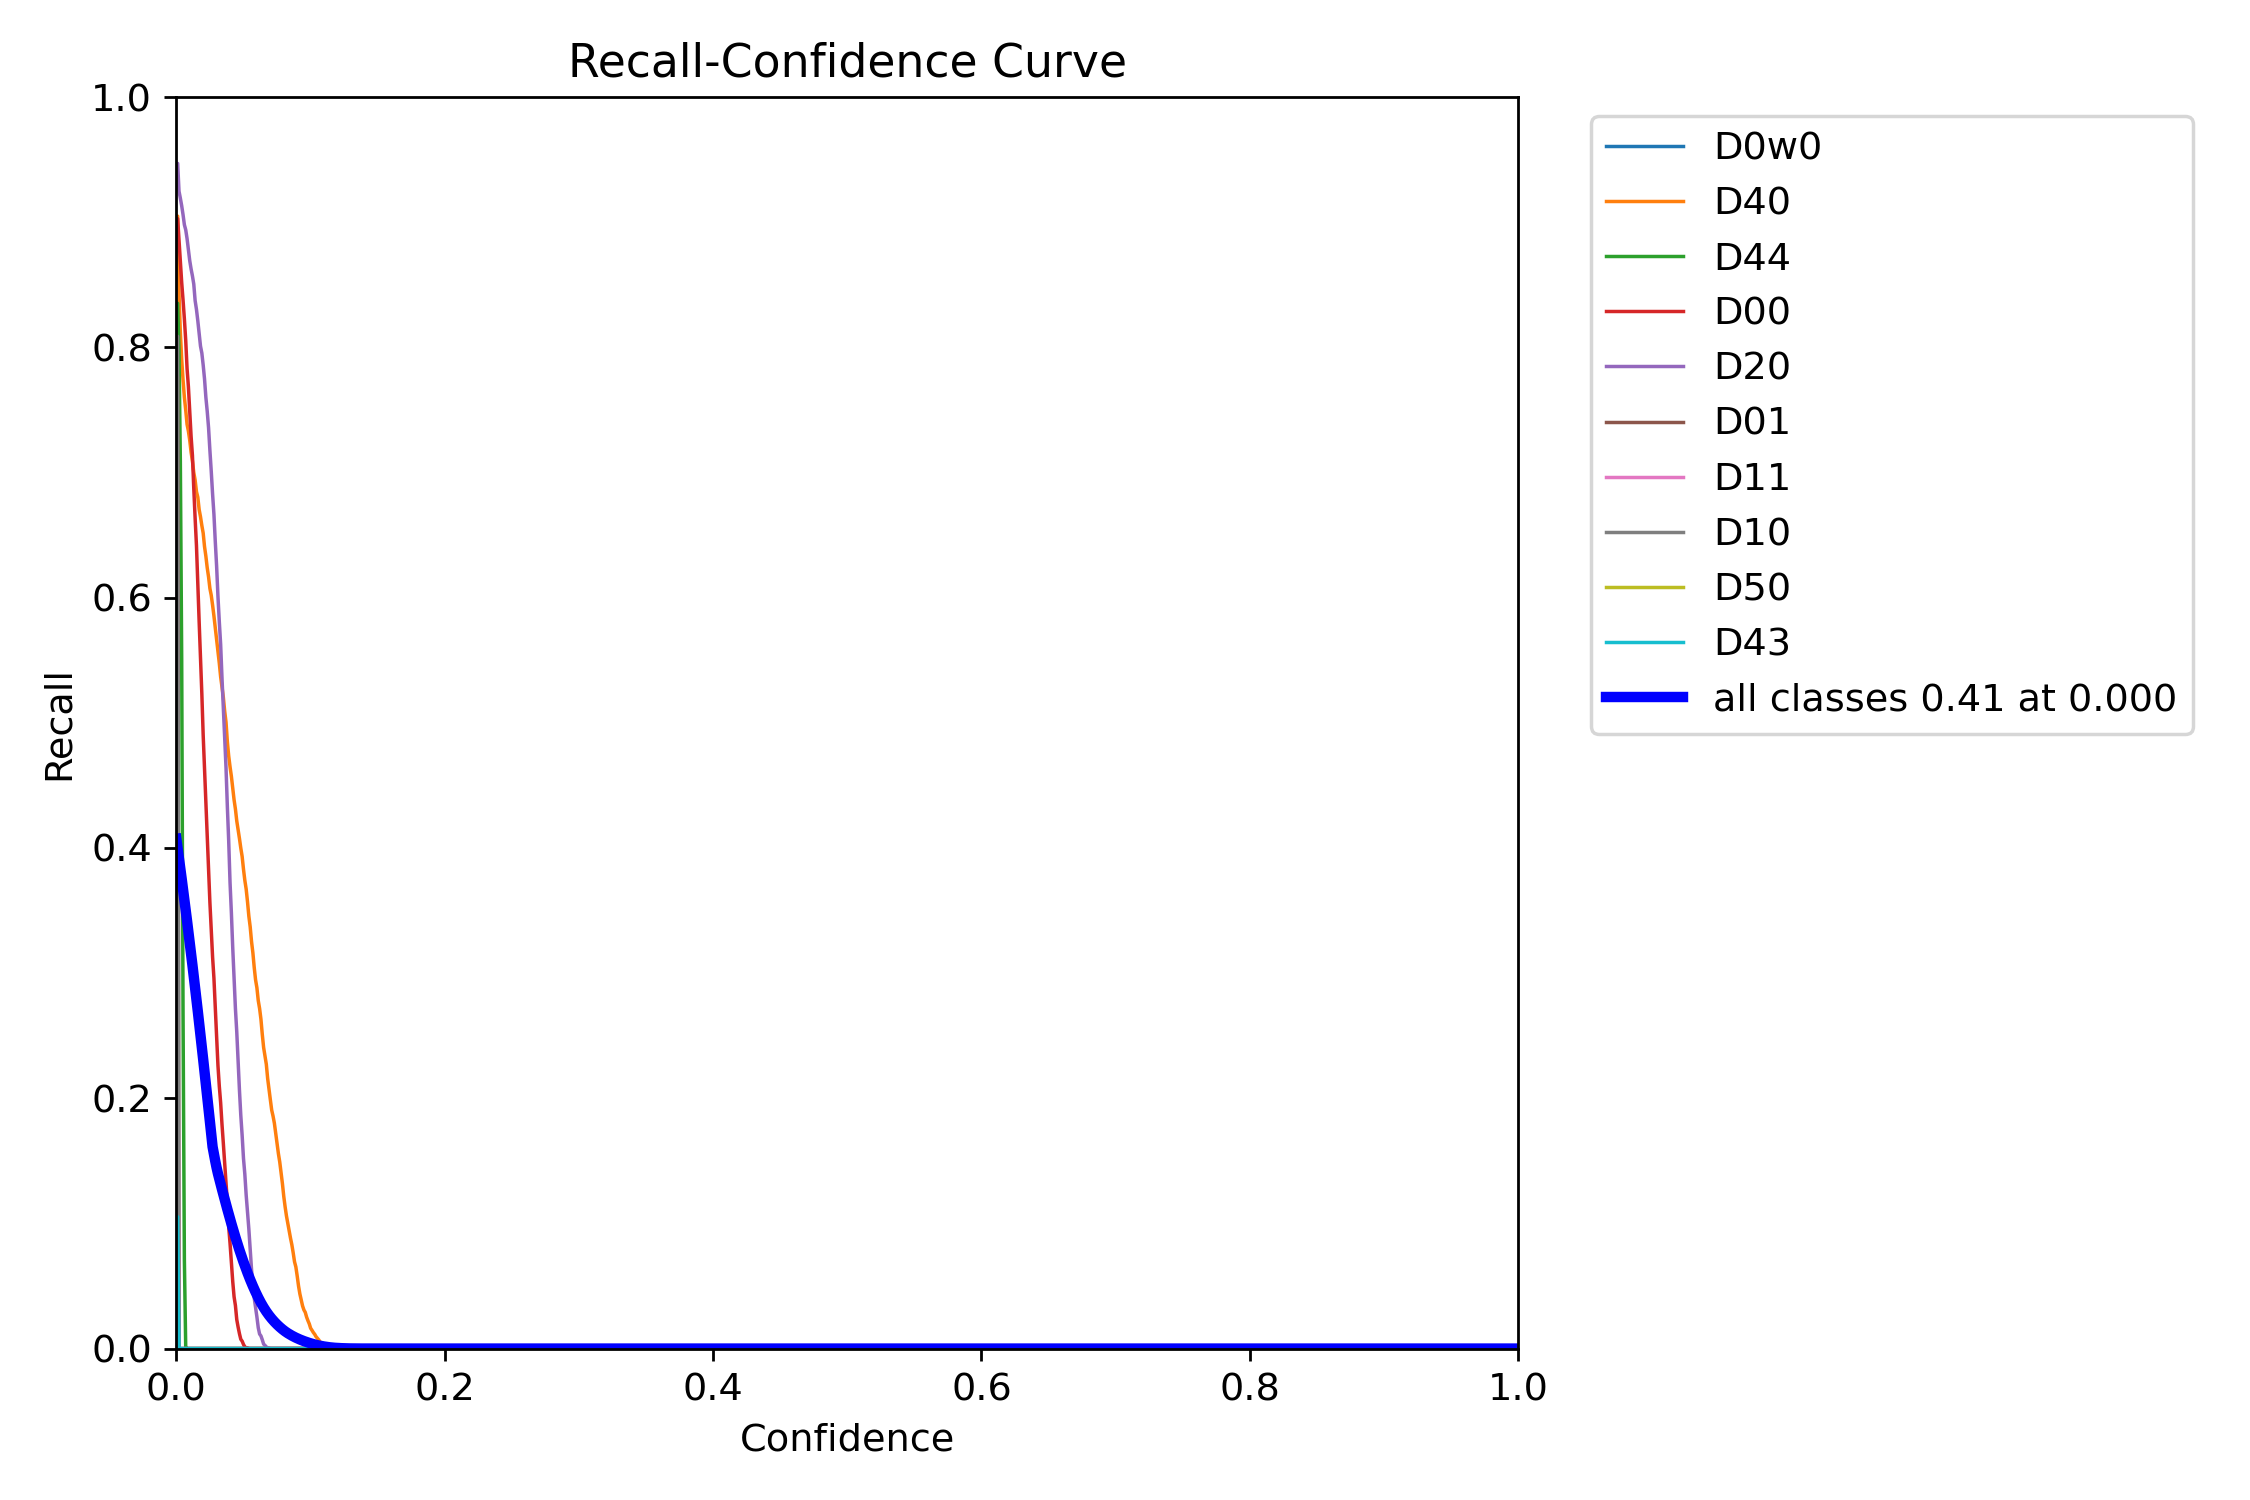 Recall-Confidence Curve
1.0
0.8
0.6
0.4
0.2
0.0
Recall
0.0 0.2 0.4 0.6 0.8 1.0
Confidence
D0w0
D40
D44
D00
D20
D01
D11
D10
D50
D43
all classes 0.41 at 0.000